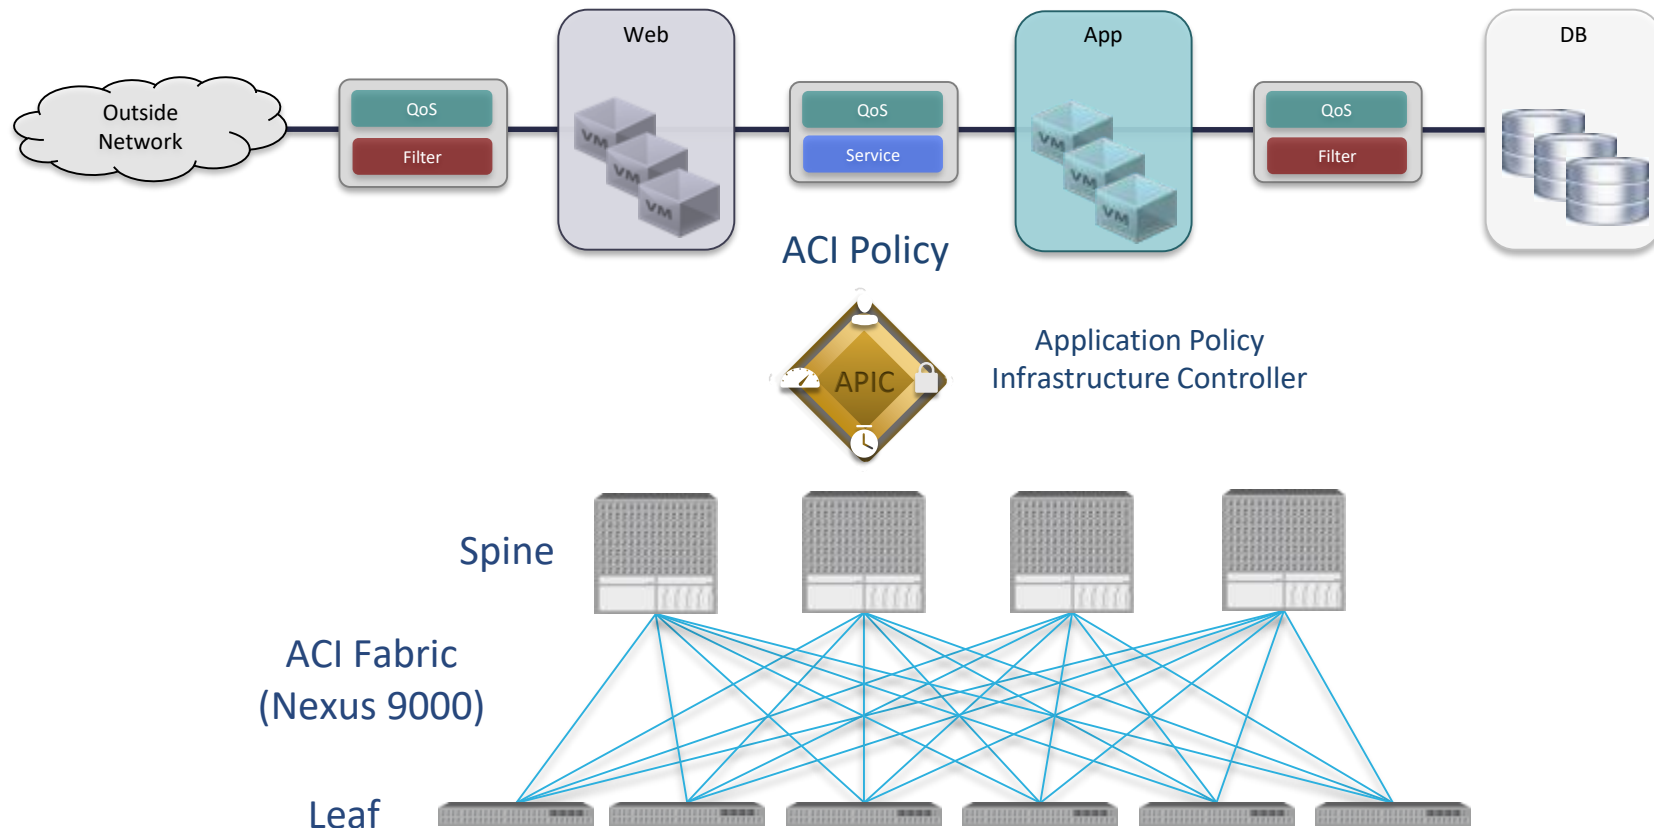 Web
App
DB
Outside
Network
QoS
Filter
QoS
Service
QoS
Filter
VM
VM
VM
VM
VM
VM
ACI Policy
APIC
Application Policy
Infrastructure Controller
Spine
ACI Fabric
(Nexus 9000)
Leaf